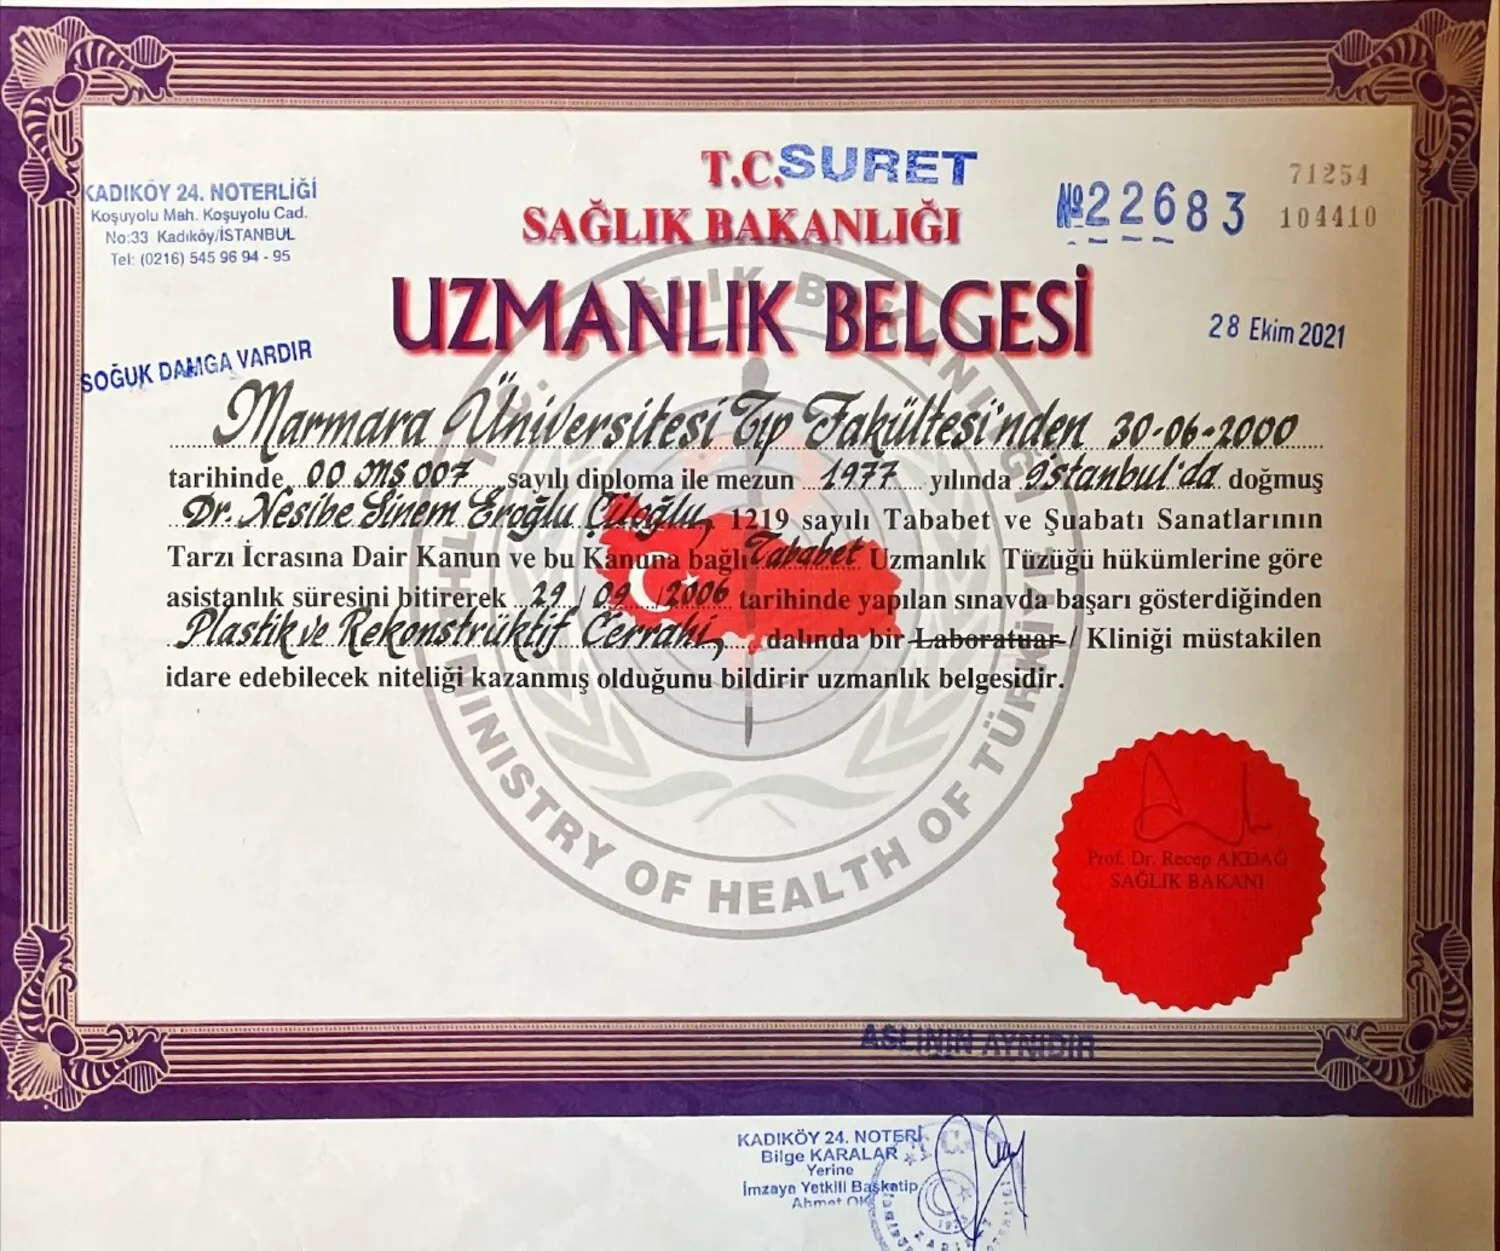 T.C. SURET
SAĞLIK BAKANLIĞI
UZMANLIK BELGESİ
KADIKÖY 24. NOTERLİĞİ
Koşuyolu Mah. Koşuyolu Cad.
No:33 Kadıköy/İSTANBUL
Tel: (0216) 545 96 94 - 95
№22683
71254
104410
28 Ekim 2021
SOĞUK DAMGA VARDIR
Marmara Üniversitesi Tıp Fakültesi'nden 30-06-2000
tarihinde 00 MS 007 sayılı diploma ile mezun 1977 yılında İstanbul'da doğmuş
Dr. Nesibe Sinem Eroğlu Çiloğlu, 1219 sayılı Tababet ve Şuabatı Sanatlarının
Tarzı İcrasına Dair Kanun ve bu Kanuna bağlı Tababet Uzmanlık Tüzüğü hükümlerine göre
asistanlık süresini bitirerek 29 / 09 / 2006 tarihinde yapılan sınavda başarı gösterdiğinden
Plastik ve Rekonstrüktif Cerrahi, dalında bir Laboratuar / Kliniği müstakilen
idare edebilecek niteliği kazanmış olduğunu bildirir uzmanlık belgesidir.
T.C. SAĞLIK BAKANLIĞI
MINISTRY OF HEALTH OF TÜRKİYE
Prof. Dr. Recep AKDAĞ
SAĞLIK BAKANI
ASLININ AYNIDIR
KADIKÖY 24. NOTERİ
Bilge KARALAR
Yerine
İmzaya Yetkili Başkatip
Ahmet